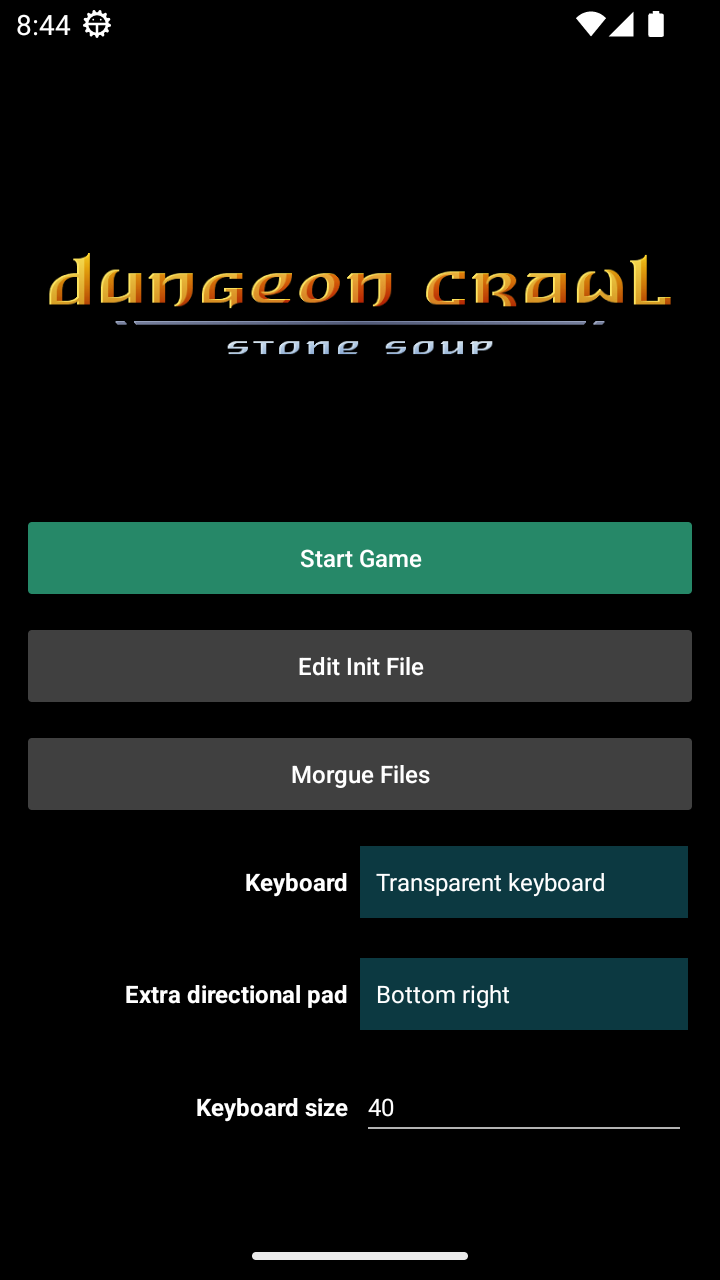 8:44
dungeon crawl
stone soup
Start Game
Edit Init File
Morgue Files
Keyboard Transparent keyboard
Extra directional pad Bottom right
Keyboard size 40